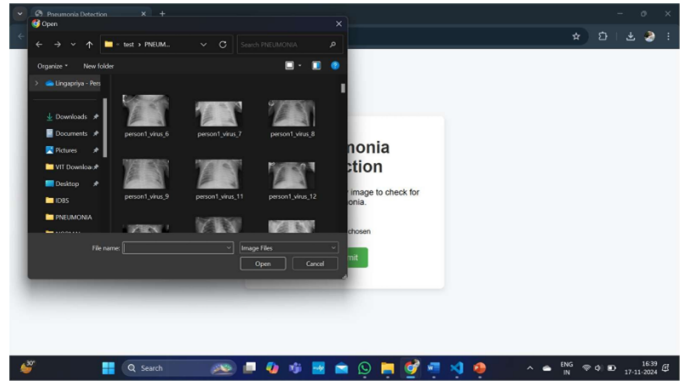 Pneumonia Detection
Open
test
PNEUM...
Search PNEUMONIA
Organize
New folder
Lingapriya - Pers
Downloads
Documents
Pictures
VIT Downloa
Desktop
IDBS
PNEUMONIA
person1_virus_6
person1_virus_7
person1_virus_8
person1_virus_9
person1_virus_11
person1_virus_12
File name:
Image Files
Open
Cancel
monia
ction
image to check for
onia.
chosen
mit
30°
Search
ENG
IN
16:39
17-11-2024